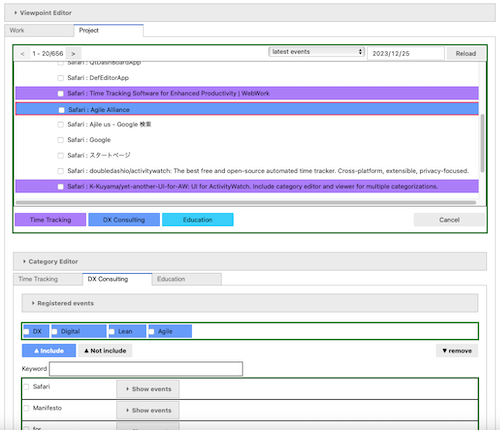 Viewpoint Editor
Work Project
< 1 - 20/656 > latest events 2023/12/25 Reload
Safari : QtDashboardApp
Safari : DefEditorApp
Safari : Time Tracking Software for Enhanced Productivity | WebWork
Safari : Agile Alliance
Safari : Ajile us - Google 検索
Safari : Google
Safari : スタートページ
Safari : doubledashio/activitywatch: The best free and open-source automated time tracker. Cross-platform, extensible, privacy-focused.
Safari : K-Kuyama/yet-another-UI-for-AW: UI for ActivityWatch. Include category editor and viewer for multiple categorizations.
Time Tracking DX Consulting Education Cancel
Category Editor
Time Tracking DX Consulting Education
Registered events
DX Digital Lean Agile
Include Not include remove
Keyword
Safari Show events
Manifesto Show events
for Show events